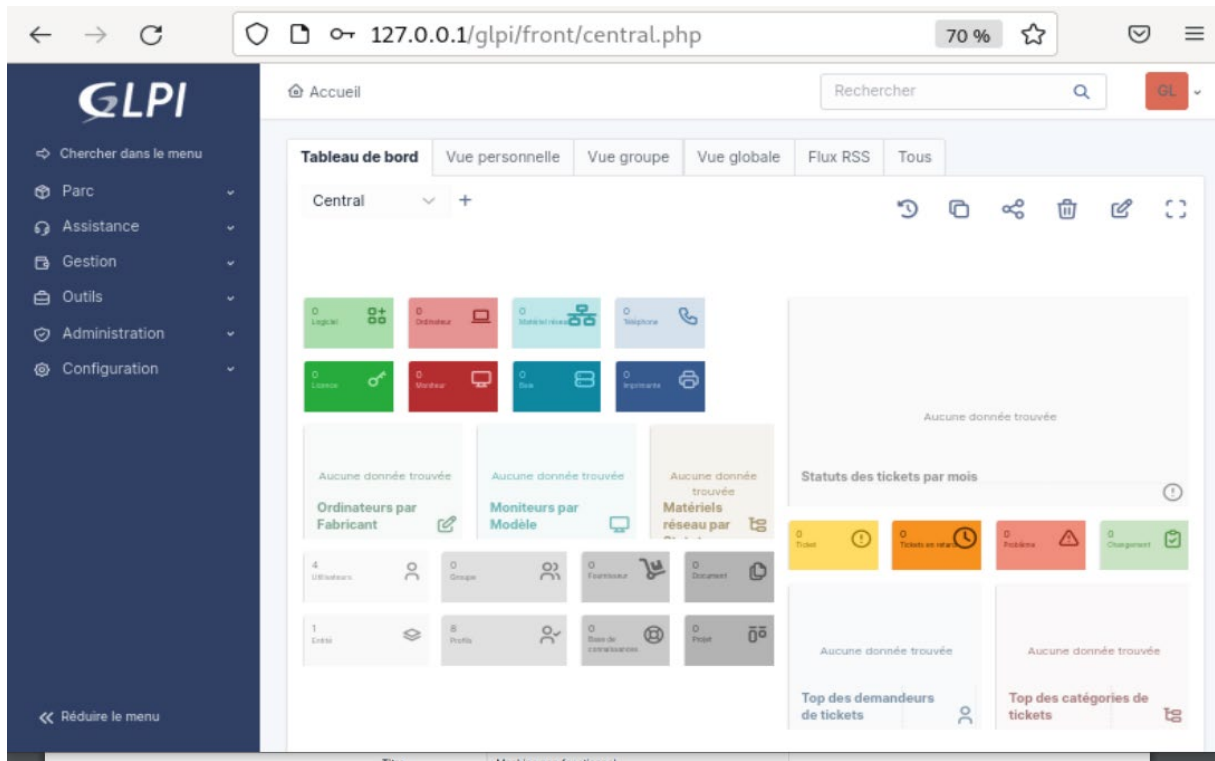 127.0.0.1/glpi/front/central.php
70 %
GLPI
Accueil
Rechercher
GL
Chercher dans le menu
Parc
Assistance
Gestion
Outils
Administration
Configuration
Réduire le menu
Tableau de bord
Vue personnelle
Vue groupe
Vue globale
Flux RSS
Tous
Central
+
0
Logiciel
0
Ordinateur
0
Matériel réseau
0
Téléphone
0
Licence
0
Moniteur
0
Baie
0
Imprimante
Aucune donnée trouvée
Ordinateurs par
Fabricant
Aucune donnée trouvée
Moniteurs par
Modèle
Aucune donnée
trouvée
Matériels
réseau par
4
Utilisateurs
0
Groupe
0
Fournisseur
0
Document
1
Entité
8
Profils
0
Base de
connaissances
0
Projet
Aucune donnée trouvée
Statuts des tickets par mois
0
Ticket
0
Tickets en retard
0
Problème
0
Changement
Aucune donnée trouvée
Top des demandeurs
de tickets
Aucune donnée trouvée
Top des catégories de
tickets